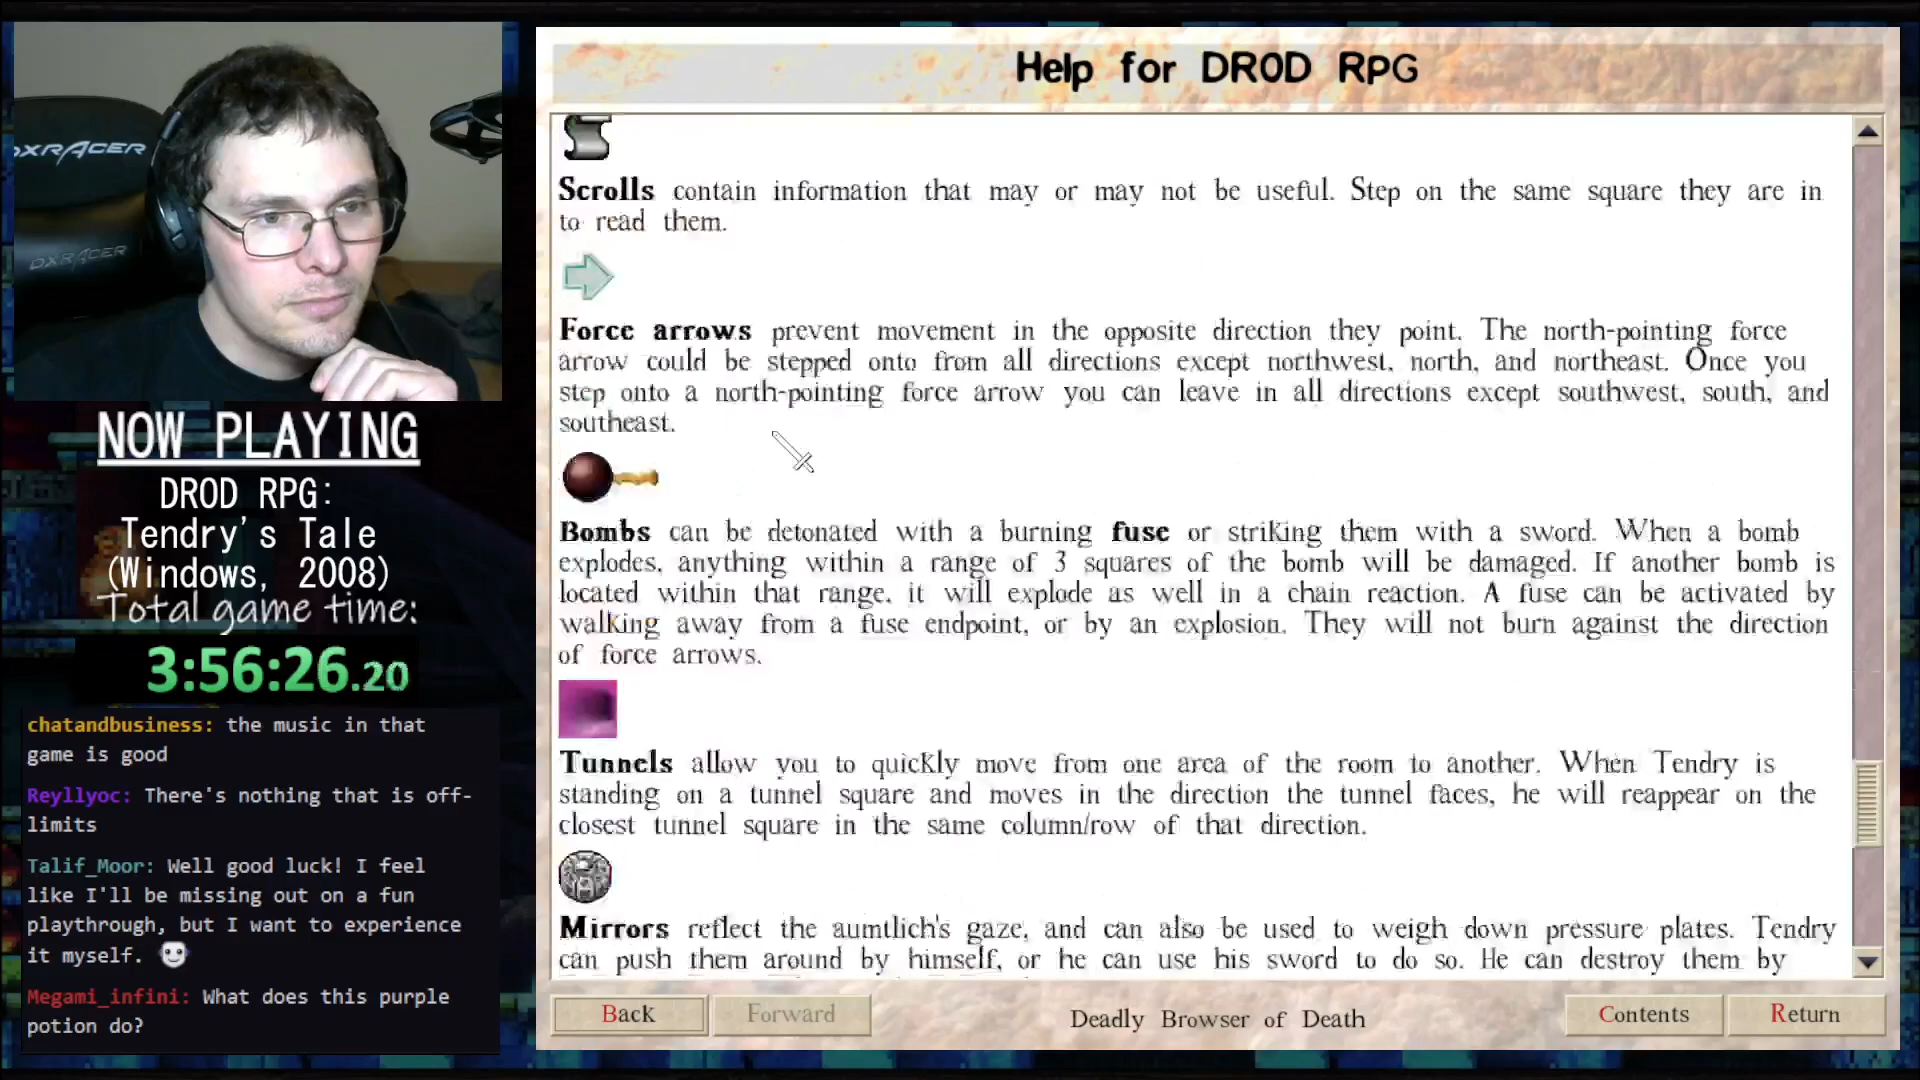 Help for DROD RPG
Scrolls contain information that may or may not be useful. Step on the same square they are in
to read them.
Force arrows prevent movement in the opposite direction they point. The north-pointing force
arrow could be stepped onto from all directions except northwest, north, and northeast. Once you
step onto a north-pointing force arrow you can leave in all directions except southwest, south, and
southeast.
Bombs can be detonated with a burning fuse or striking them with a sword. When a bomb
explodes, anything within a range of 3 squares of the bomb will be damaged. If another bomb is
located within that range, it will explode as well in a chain reaction. A fuse can be activated by
walking away from a fuse endpoint, or by an explosion. They will not burn against the direction
of force arrows.
Tunnels allow you to quickly move from one area of the room to another. When Tendry is
standing on a tunnel square and moves in the direction the tunnel faces, he will reappear on the
closest tunnel square in the same column/row of that direction.
Mirrors reflect the aumtlich's gaze, and can also be used to weigh down pressure plates. Tendry
can push them around by himself, or he can use his sword to do so. He can destroy them by
Back
Forward
Deadly Browser of Death
Contents
Return
DXRACER
DXRACER
NOW PLAYING
DROD RPG:
Tendry's Tale
(Windows, 2008)
Total game time:
3:56:26.20
chatandbusiness: the music in that
game is good
Reyllyoc: There's nothing that is off-
limits
Talif_Moor: Well good luck! I feel
like I'll be missing out on a fun
playthrough, but I want to experience
it myself.
Megami_infini: What does this purple
potion do?